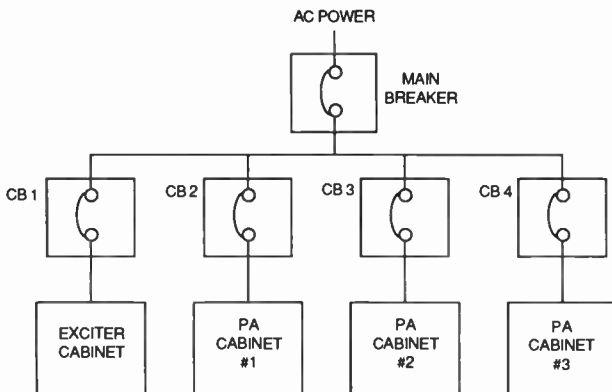 AC POWER
MAIN
BREAKER
CB 1
CB 2
CB 3
CB 4
EXCITER
CABINET
PA
CABINET
#1
PA
CABINET
#2
PA
CABINET
#3